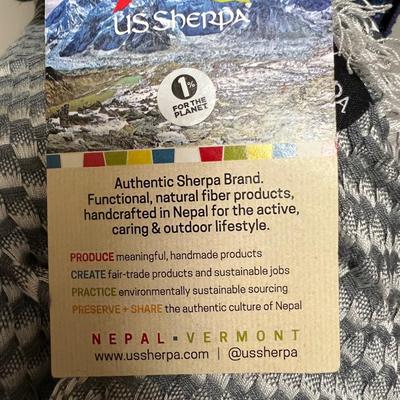 USSHERPA
1%
FOR THE
PLANET
Authentic Sherpa Brand.
Functional, natural fiber products,
handcrafted in Nepal for the active,
caring & outdoor lifestyle.
PRODUCE meaningful, handmade products
CREATE fair-trade products and sustainable jobs
PRACTICE environmentally sustainable sourcing
PRESERVE + SHARE the authentic culture of Nepal
NEPAL ▪ VERMONT
www.ussherpa.com | @ussherpa